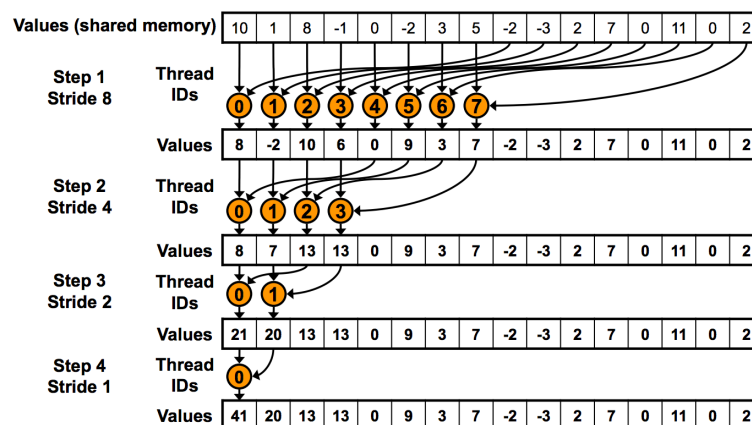 Values (shared memory) 10 1 8 -1 0 -2 3 5 -2 -3 2 7 0 11 0 2
Step 1 Thread
Stride 8 IDs 0 1 2 3 4 5 6 7
Values 8 -2 10 6 0 9 3 7 -2 -3 2 7 0 11 0 2
Step 2 Thread
Stride 4 IDs 0 1 2 3
Values 8 7 13 13 0 9 3 7 -2 -3 2 7 0 11 0 2
Step 3 Thread
Stride 2 IDs 0 1
Values 21 20 13 13 0 9 3 7 -2 -3 2 7 0 11 0 2
Step 4 Thread
Stride 1 IDs 0
Values 41 20 13 13 0 9 3 7 -2 -3 2 7 0 11 0 2